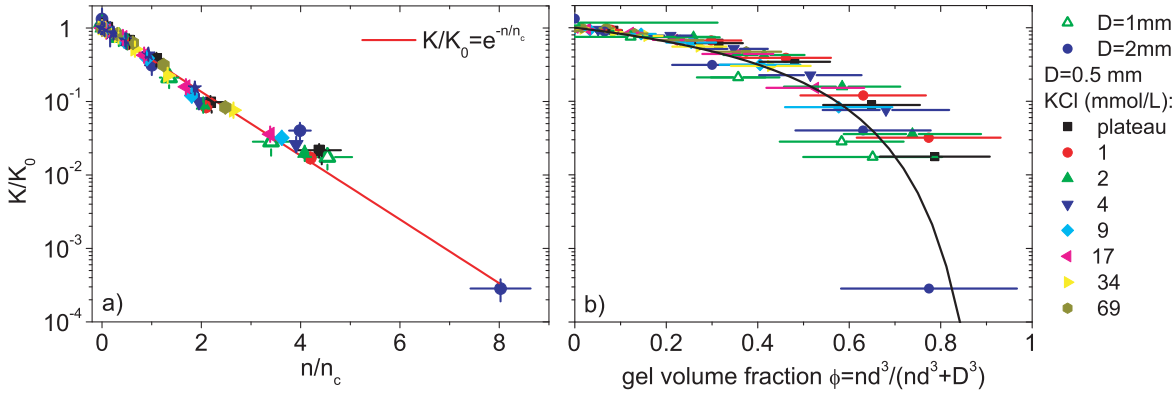 K/K₀
1
10⁻¹
10⁻²
10⁻³
10⁻⁴
K/K₀=e^(-n/n_c)
a)
0 2 4 6 8
n/n_c
b)
0 0.2 0.4 0.6 0.8 1
gel volume fraction ϕ=nd³/(nd³+D³)
D=1mm
D=2mm
D=0.5 mm
KCl (mmol/L):
plateau
1
2
4
9
17
34
69